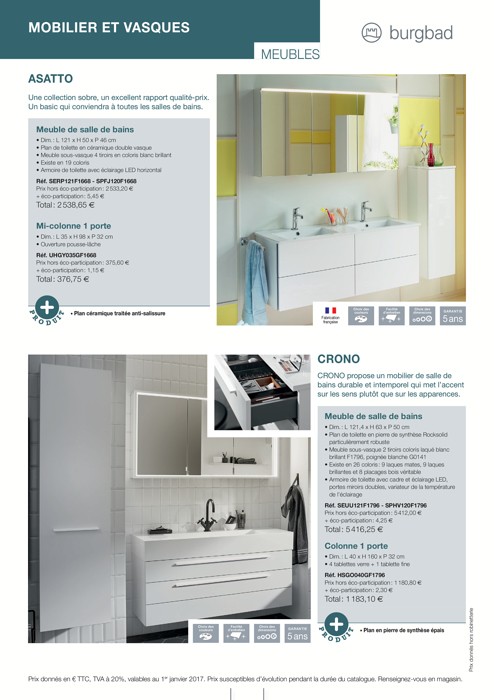 MOBILIER ET VASQUES
burgbad
MEUBLES
ASATTO
Une collection sobre, un excellent rapport qualité-prix.
Un basic qui conviendra à toutes les salles de bains.
Meuble de salle de bains
• Dim. : L 121 x H 50 x P 48 cm
• Plan de toilette en céramique double vasque
• Meuble sous-vasque 4 tiroirs en coloris blanc brillant
• Existe en 19 coloris
• Armoire de toilette avec éclairage LED horizontal
Réf. SERP121F1668 - SPFJ120F1668
Prix hors éco-participation : 2 533,20 €
+ éco-participation : 5,45 €
Total : 2 538,65 €
Mi-colonne 1 porte
• Dim. : L 35 x H 98 x P 32 cm
• Ouverture pousse-lâche
Réf. UHGY035GF1668
Prix hors éco-participation : 375,60 €
+ éco-participation : 1,15 €
Total : 376,75 €
PRODUIT
• Plan céramique traitée anti-salissure
Fabrication
française
GARANTIE
5 ans
CRONO
CRONO propose un mobilier de salle de
bains durable et intemporel qui met l'accent
sur les sens plutôt que sur les apparences.
Meuble de salle de bains
• Dim. : L 121,4 x H 63 x P 50 cm
• Plan de toilette en pierre de synthèse Rocksolid
particulièrement robuste
• Meuble sous-vasque 2 tiroirs coloris laqué blanc
brillant F1796, poignée blanche G0141
• Existe en 26 coloris : 9 laques mates, 9 laques
brillantes et 8 placages bois véritable
• Armoire de toilette avec cadre et éclairage LED,
portes miroirs doubles, variateur de la température
de l'éclairage
Réf. SEUU121F1796 - SPHV120F1796
Prix hors éco-participation : 5 412,00 €
+ éco-participation : 4,25 €
Total : 5 416,25 €
Colonne 1 porte
• Dim. : L 40 x H 160 x P 32 cm
• 4 tablettes verre + 1 tablette fine
Réf. HSGO040GF1796
Prix hors éco-participation : 1 180,80 €
+ éco-participation : 2,30 €
Total : 1 183,10 €
GARANTIE
5 ans
PRODUIT
• Plan en pierre de synthèse épais
Prix donnés hors robinetterie
Prix donnés en € TTC, TVA à 20%, valables au 1er janvier 2017. Prix susceptibles d'évolution pendant la durée du catalogue. Renseignez-vous en magasin.